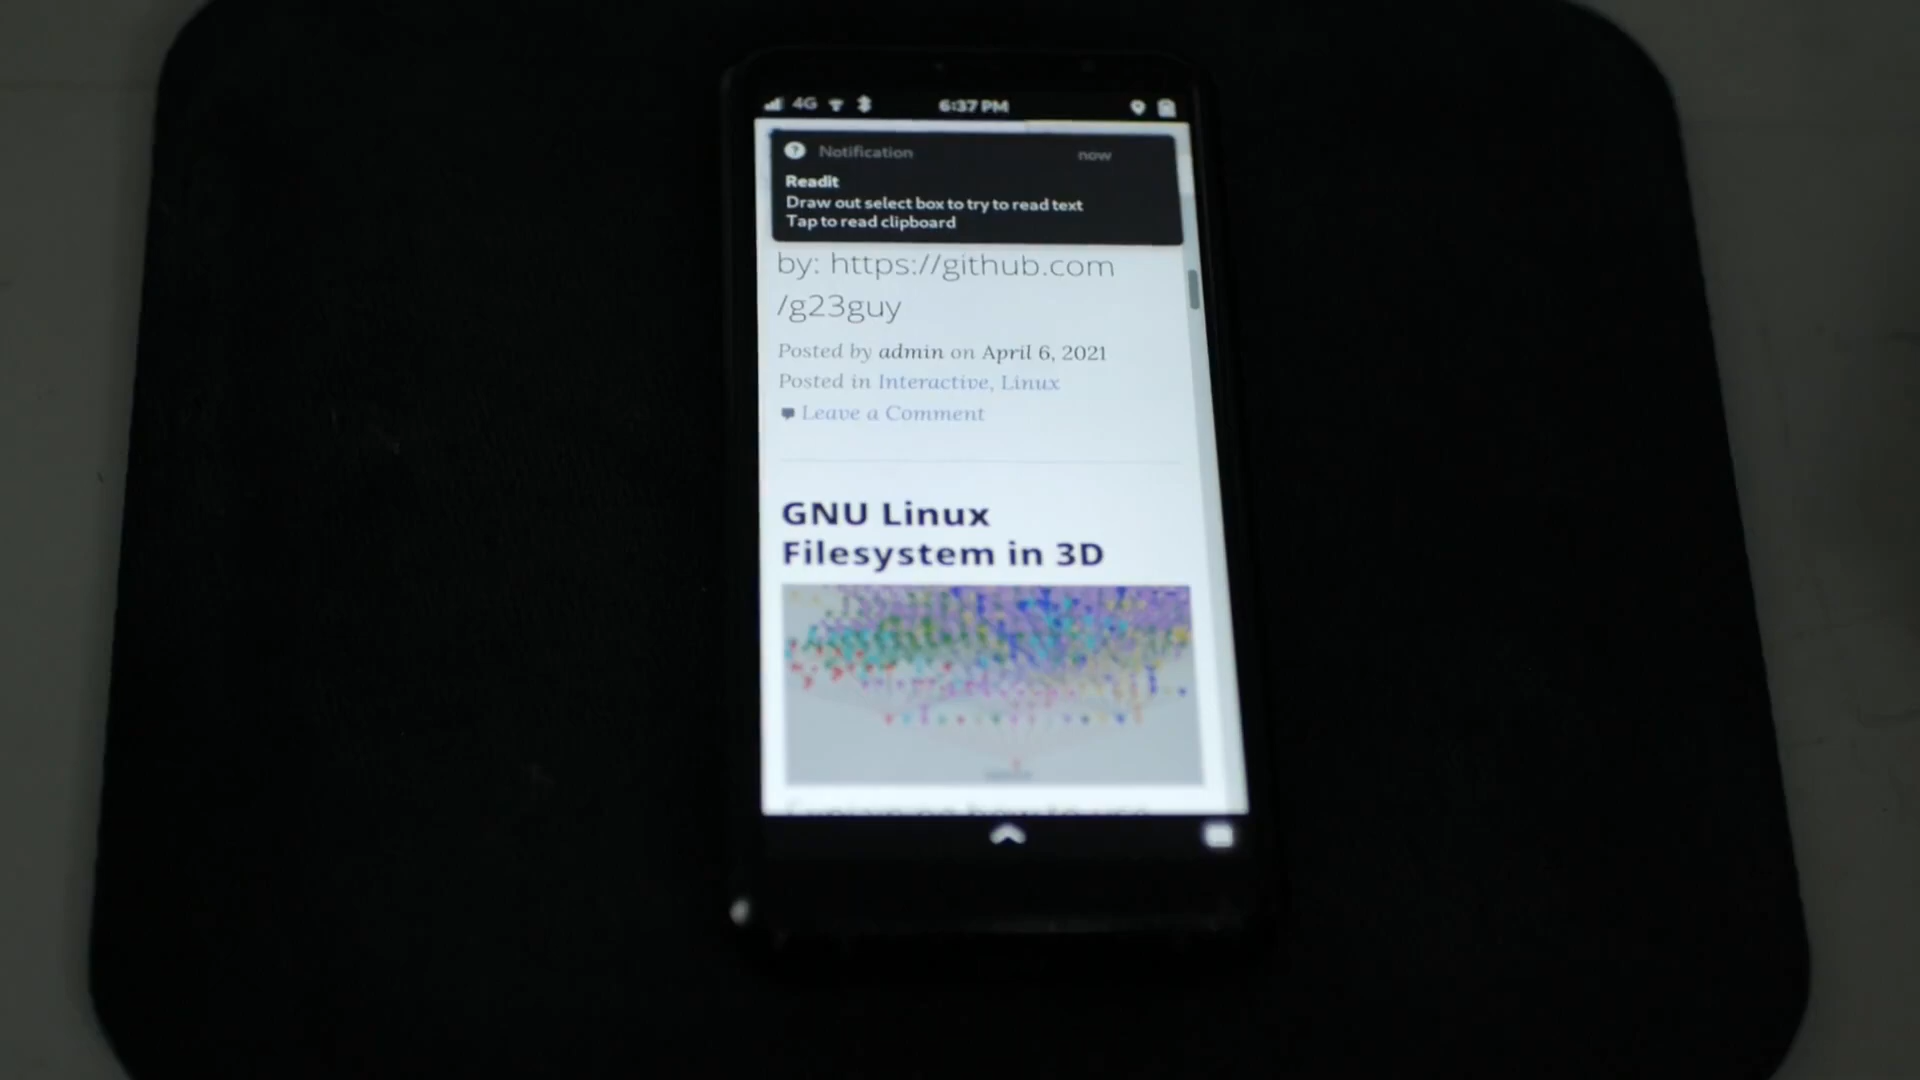 4G 6:37 PM
Notification now
Readit
Draw out select box to try to read text
Tap to read clipboard
by: https://github.com
/g23guy
Posted by admin on April 6, 2021
Posted in Interactive, Linux
Leave a Comment
GNU Linux
Filesystem in 3D